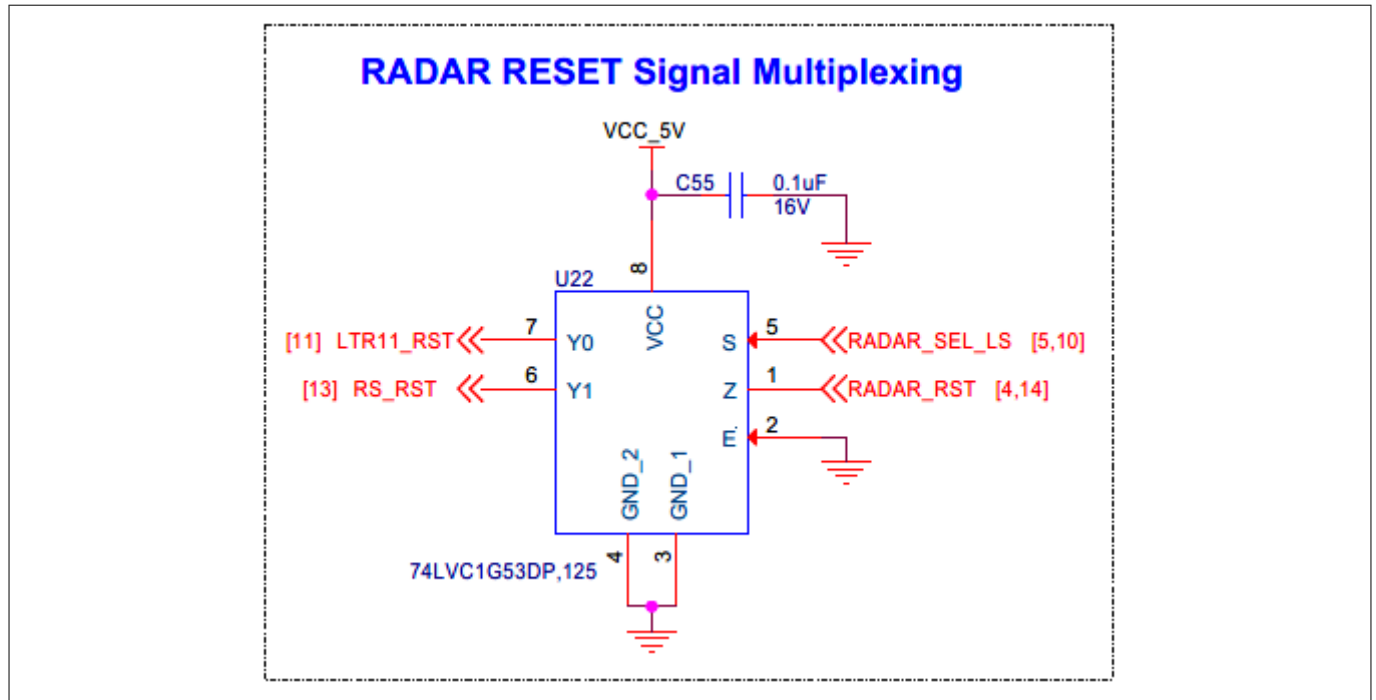 RADAR RESET Signal Multiplexing
VCC_5V
C55 0.1uF
16V
8
U22
VCC
[11] LTR11_RST 7 Y0 S 5 RADAR_SEL_LS [5,10]
[13] RS_RST 6 Y1 Z 1 RADAR_RST [4,14]
E 2
GND_2 GND_1
4 3
74LVC1G53DP,125